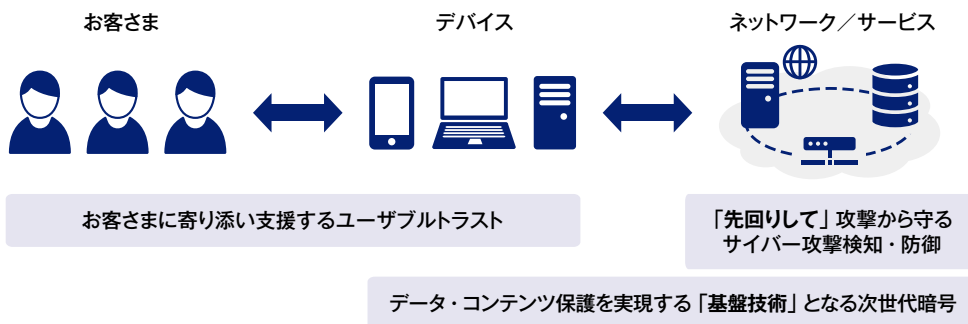 お客さま
デバイス
ネットワーク／サービス
お客さまに寄り添い支援するユーザブルトラスト
「先回りして」攻撃から守る
サイバー攻撃検知・防御
データ・コンテンツ保護を実現する「基盤技術」となる次世代暗号